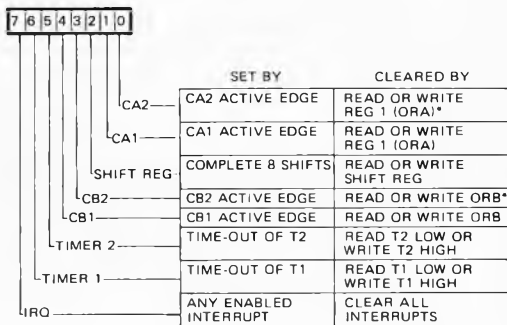 7 6 5 4 3 2 1 0
SET BY CLEARED BY
CA2 CA2 ACTIVE EDGE READ OR WRITE
REG 1 (ORA)*
CA1 CA1 ACTIVE EDGE READ OR WRITE
REG 1 (ORA)
SHIFT REG COMPLETE 8 SHIFTS READ OR WRITE
SHIFT REG
CB2 CB2 ACTIVE EDGE READ OR WRITE ORB*
CB1 CB1 ACTIVE EDGE READ OR WRITE ORB
TIMER 2 TIME-OUT OF T2 READ T2 LOW OR
WRITE T2 HIGH
TIMER 1 TIME-OUT OF T1 READ T1 LOW OR
WRITE T1 HIGH
IRQ ANY ENABLED CLEAR ALL
INTERRUPT INTERRUPTS